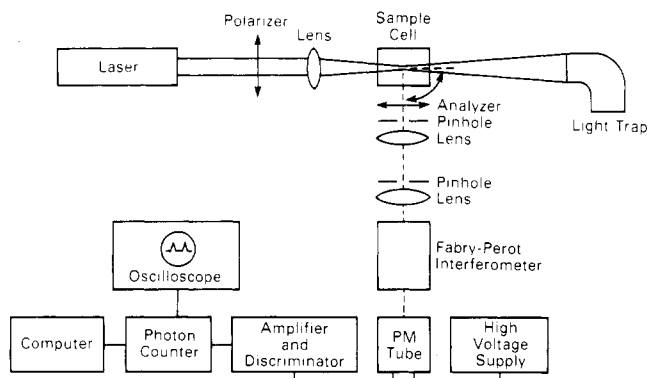 Polarizer
Lens
Sample
Cell
Laser
Analyzer
Pinhole
Lens
Light Trap
Pinhole
Lens
Fabry-Perot
Interferometer
Oscilloscope
Computer
Photon
Counter
Amplifier
and
Discriminator
PM
Tube
High
Voltage
Supply